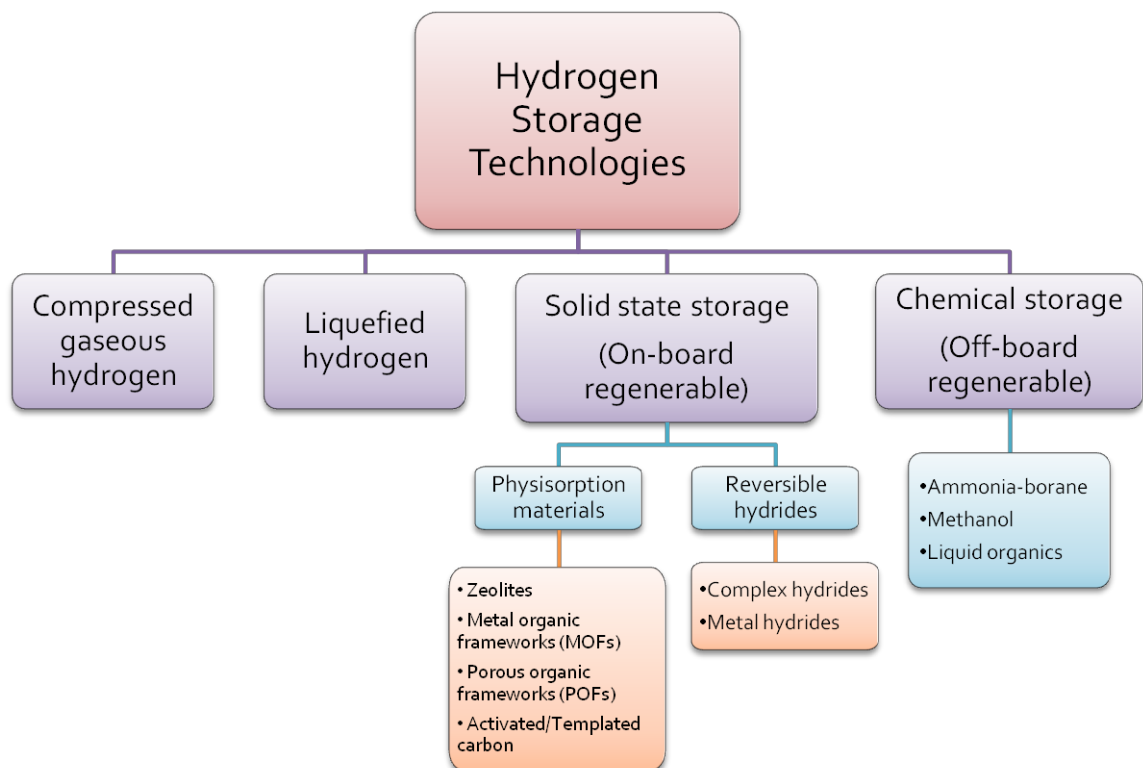 Hydrogen
Storage
Technologies
Compressed
gaseous
hydrogen
Liquefied
hydrogen
Solid state storage
(On-board
regenerable)
Chemical storage
(Off-board
regenerable)
Physisorption
materials
Reversible
hydrides
•Ammonia-borane
•Methanol
•Liquid organics
• Zeolites
• Metal organic
frameworks (MOFs)
• Porous organic
frameworks (POFs)
• Activated/Templated
carbon
•Complex hydrides
•Metal hydrides